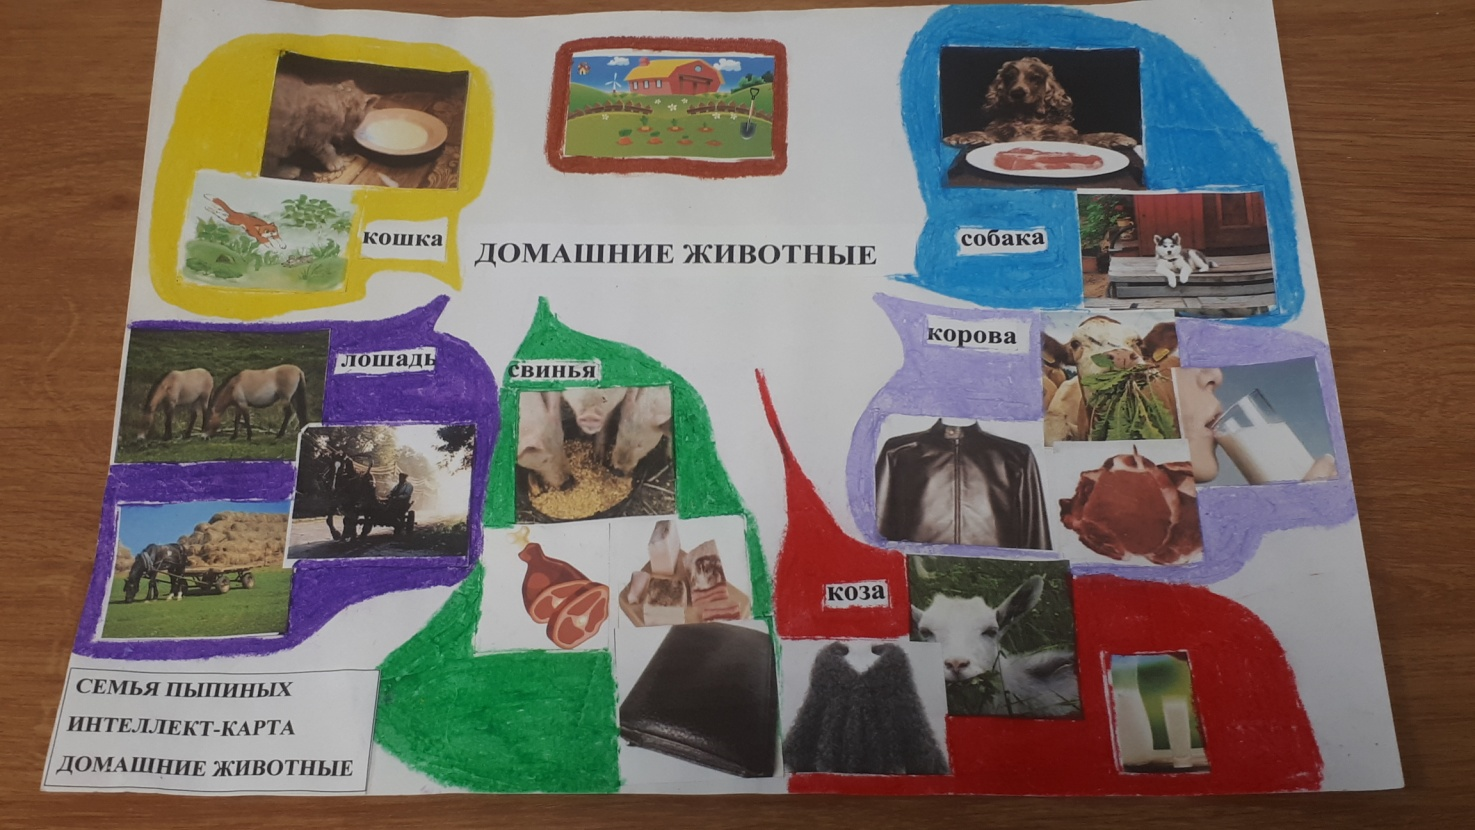 кошка
ДОМАШНИЕ ЖИВОТНЫЕ
собака
лошадь
свинья
корова
коза
СЕМЬЯ ПЫПИНЫХ
ИНТЕЛЛЕКТ-КАРТА
ДОМАШНИЕ ЖИВОТНЫЕ